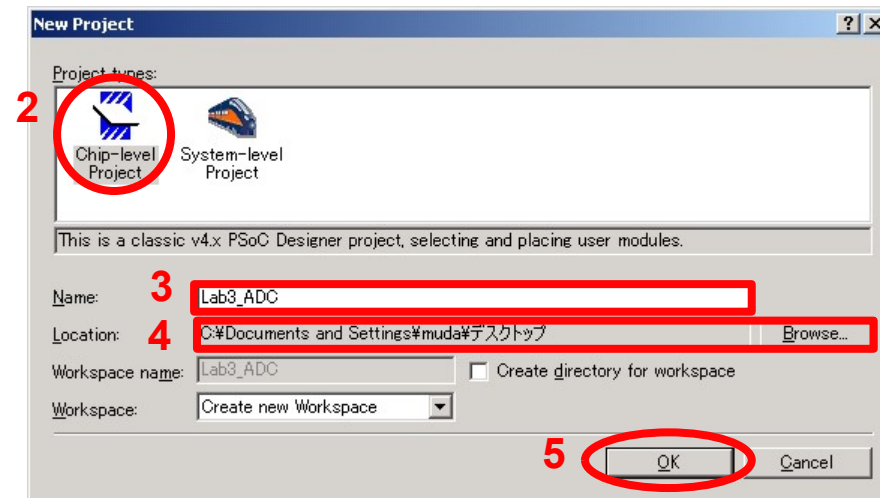 New Project
Project types:
2
Chip-level Project
System-level Project
This is a classic v4.x PSoC Designer project, selecting and placing user modules.
Name: 3 Lab3_ADC
Location: 4 C:¥Documents and Settings¥muda¥デスクトップ Browse...
Workspace name: Lab3_ADC Create directory for workspace
Workspace: Create new Workspace
5 OK Cancel